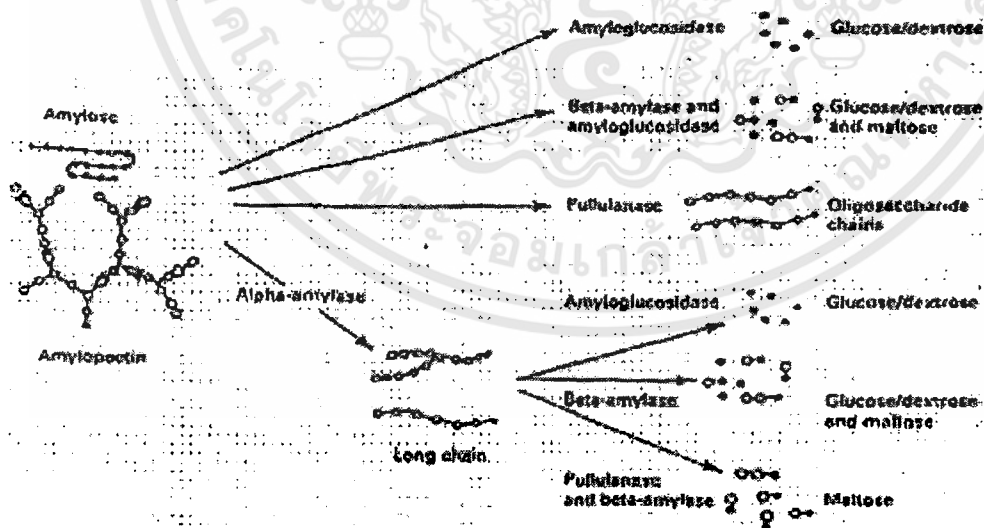 Amyloglucosidase
Glucose/dextrose
Amylose
Beta-amylase and
amyloglucosidase
Glucose/dextrose
and maltose
Pullulanase
Oligosaccharide
chains
Alpha-amylase
Amyloglucosidase
Glucose/dextrose
Amylopectin
Beta-amylase
Glucose/dextrose
and maltose
Long chain
Pullulanase
and beta-amylase
Maltose